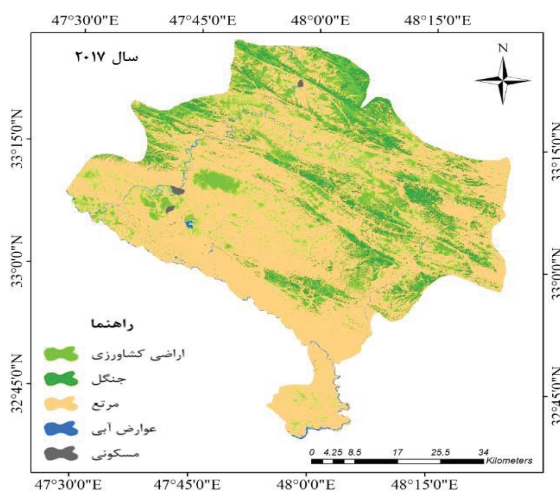 47°30'0"E 47°45'0"E 48°0'0"E 48°15'0"E
سال ۲۰۱۷
N
33°15'0"N 33°15'0"N
33°0'0"N 33°0'0"N
راهنما
اراضی کشاورزی
جنگل
مرتع
عوارض آبی
مسکونی
32°45'0"N 32°45'0"N
0 4.25 8.5 17 25.5 34
Kilometers
47°30'0"E 47°45'0"E 48°0'0"E 48°15'0"E